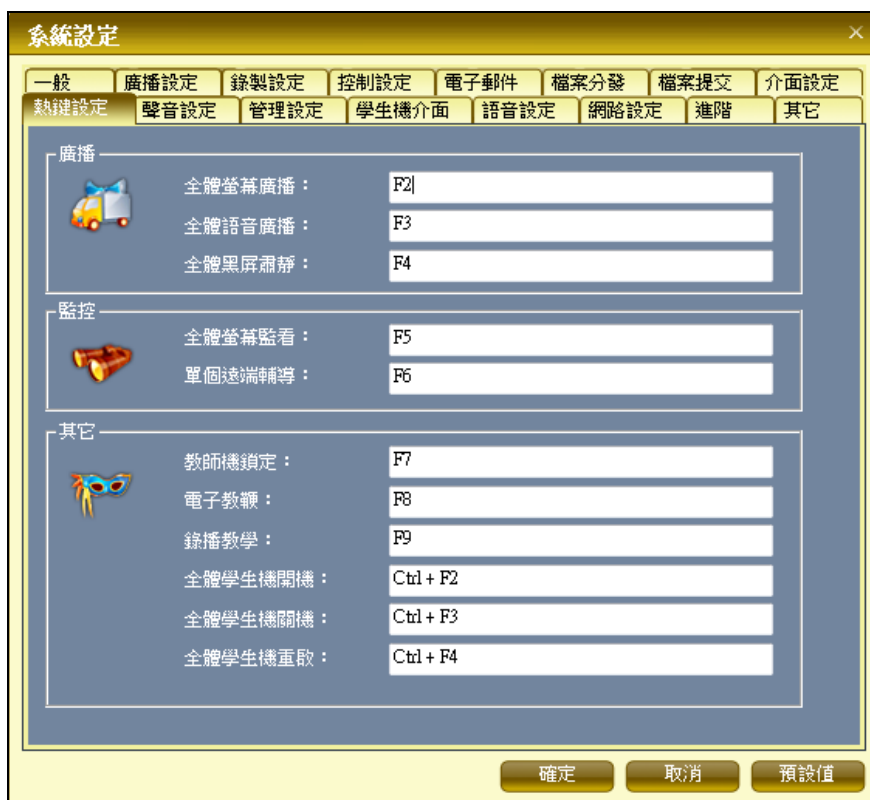 系統設定
一般 廣播設定 錄製設定 控制設定 電子郵件 檔案分發 檔案提交 介面設定
熱鍵設定 聲音設定 管理設定 學生機介面 語音設定 網路設定 進階 其它
廣播
全體螢幕廣播： F2
全體語音廣播： F3
全體黑屏肅靜： F4
監控
全體螢幕監看： F5
單個遠端輔導： F6
其它
教師機鎖定： F7
電子教鞭： F8
錄播教學： F9
全體學生機開機： Ctrl + F2
全體學生機關機： Ctrl + F3
全體學生機重啟： Ctrl + F4
確定 取消 預設值